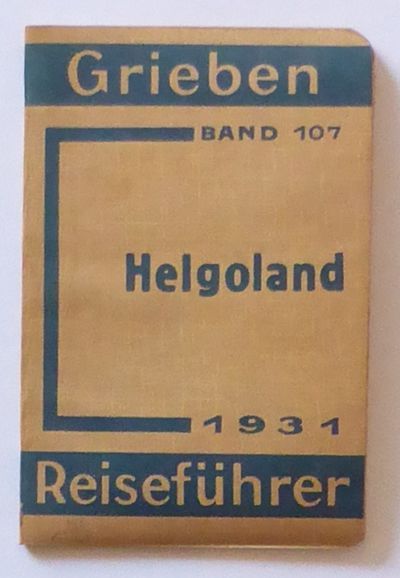 Grieben
BAND 107
Helgoland
1931
Reiseführer